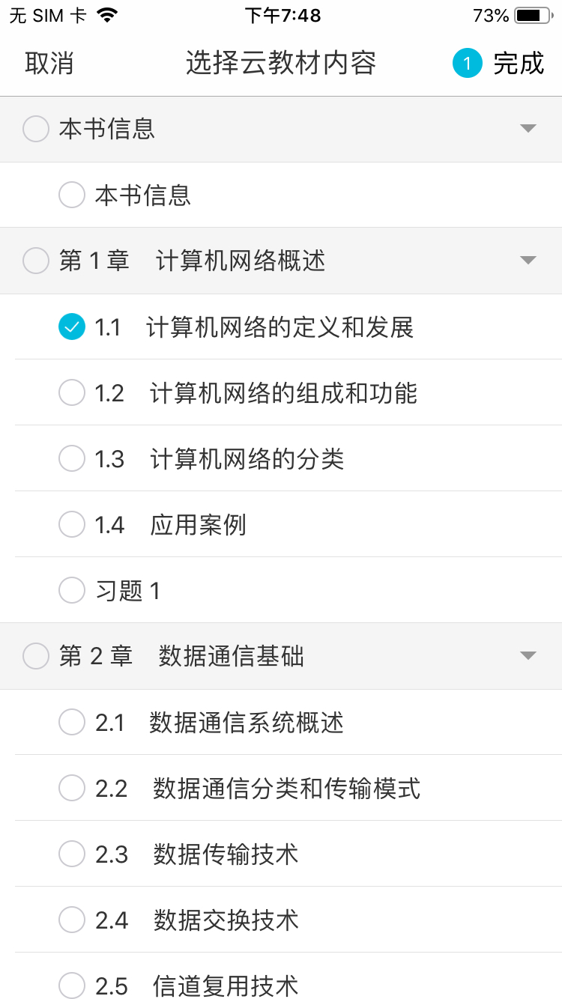 无 SIM 卡 下午7:48 73%
取消 选择云教材内容 1 完成
本书信息
本书信息
第 1 章 计算机网络概述
1.1 计算机网络的定义和发展
1.2 计算机网络的组成和功能
1.3 计算机网络的分类
1.4 应用案例
习题 1
第 2 章 数据通信基础
2.1 数据通信系统概述
2.2 数据通信分类和传输模式
2.3 数据传输技术
2.4 数据交换技术
2.5 信道复用技术